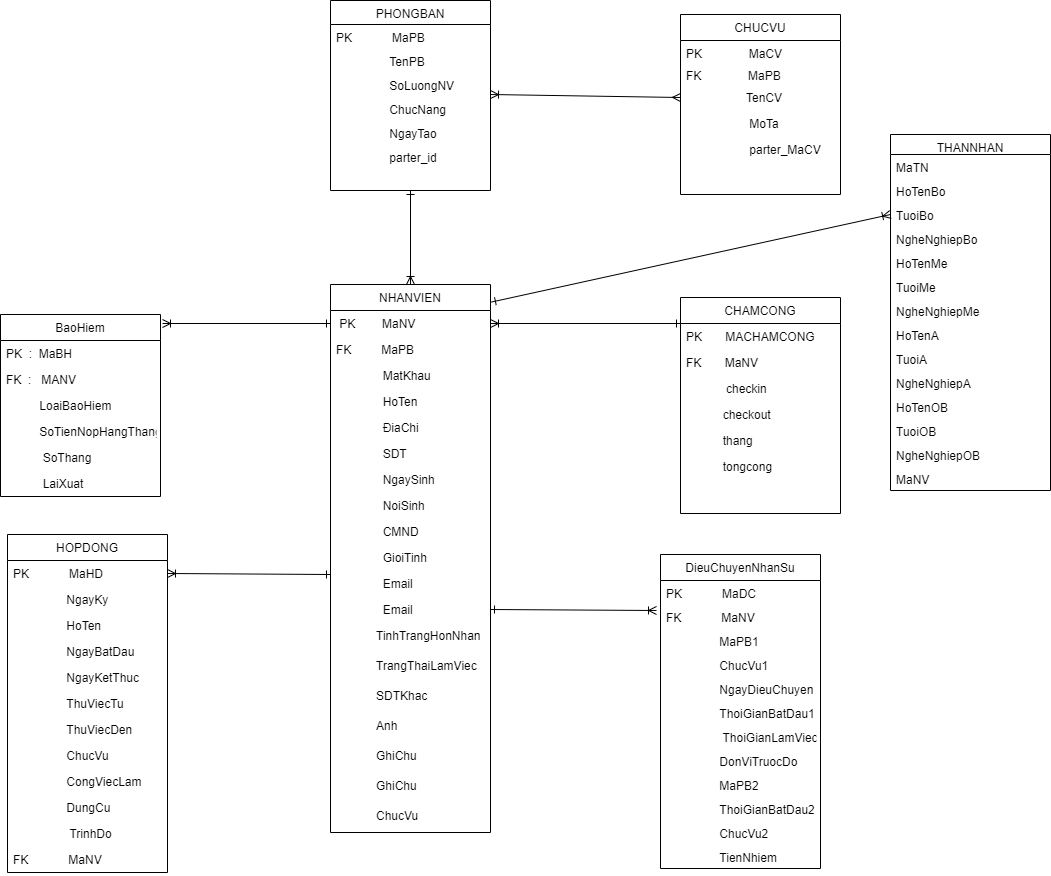 PHONGBAN
PK MaPB
TenPB
SoLuongNV
ChucNang
NgayTao
parter_id
CHUCVU
PK MaCV
FK MaPB
TenCV
MoTa
parter_MaCV
THANNHAN
MaTN
HoTenBo
TuoiBo
NgheNghiepBo
HoTenMe
TuoiMe
NgheNghiepMe
HoTenA
TuoiA
NgheNghiepA
HoTenOB
TuoiOB
NgheNghiepOB
MaNV
NHANVIEN
PK MaNV
FK MaPB
MatKhau
HoTen
ĐiaChi
SDT
NgaySinh
NoiSinh
CMND
GioiTinh
Email
Email
TinhTrangHonNhan
TrangThaiLamViec
SDTKhac
Anh
GhiChu
GhiChu
ChucVu
CHAMCONG
PK MACHAMCONG
FK MaNV
checkin
checkout
thang
tongcong
BaoHiem
PK : MaBH
FK : MANV
LoaiBaoHiem
SoTienNopHangThang
SoThang
LaiXuat
HOPDONG
PK MaHD
NgayKy
HoTen
NgayBatDau
NgayKetThuc
ThuViecTu
ThuViecDen
ChucVu
CongViecLam
DungCu
TrinhDo
FK MaNV
DieuChuyenNhanSu
PK MaDC
FK MaNV
MaPB1
ChucVu1
NgayDieuChuyen
ThoiGianBatDau1
ThoiGianLamViec
DonViTruocDo
MaPB2
ThoiGianBatDau2
ChucVu2
TienNhiem